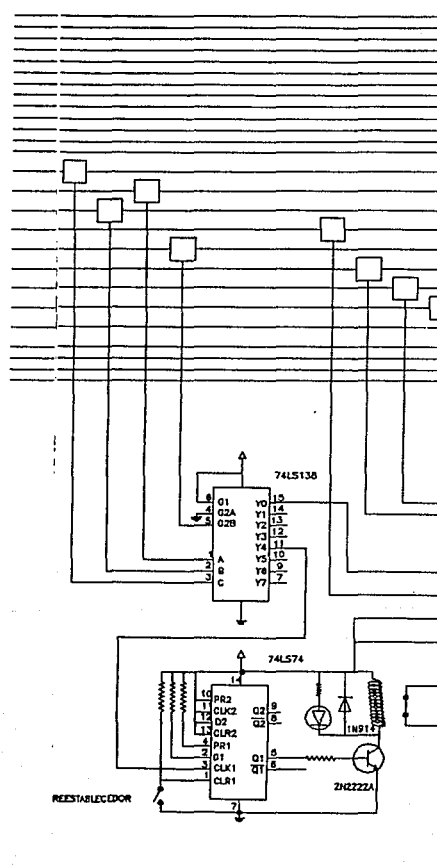 74LS138
6 G1 Y0 15
4 G2A Y1 14
5 G2B Y2 13
Y3 12
Y4 11
1 A Y5 10
2 B Y6 9
3 C Y7 7
74LS74
14
10 PR2
11 CLK2 Q2 9
12 D2 Q2 8
13 CLR2
4 PR1
2 D1 Q1 5
3 CLK1 Q1 6
1 CLR1
7
1N914
2N2222A
REESTABLECEDOR